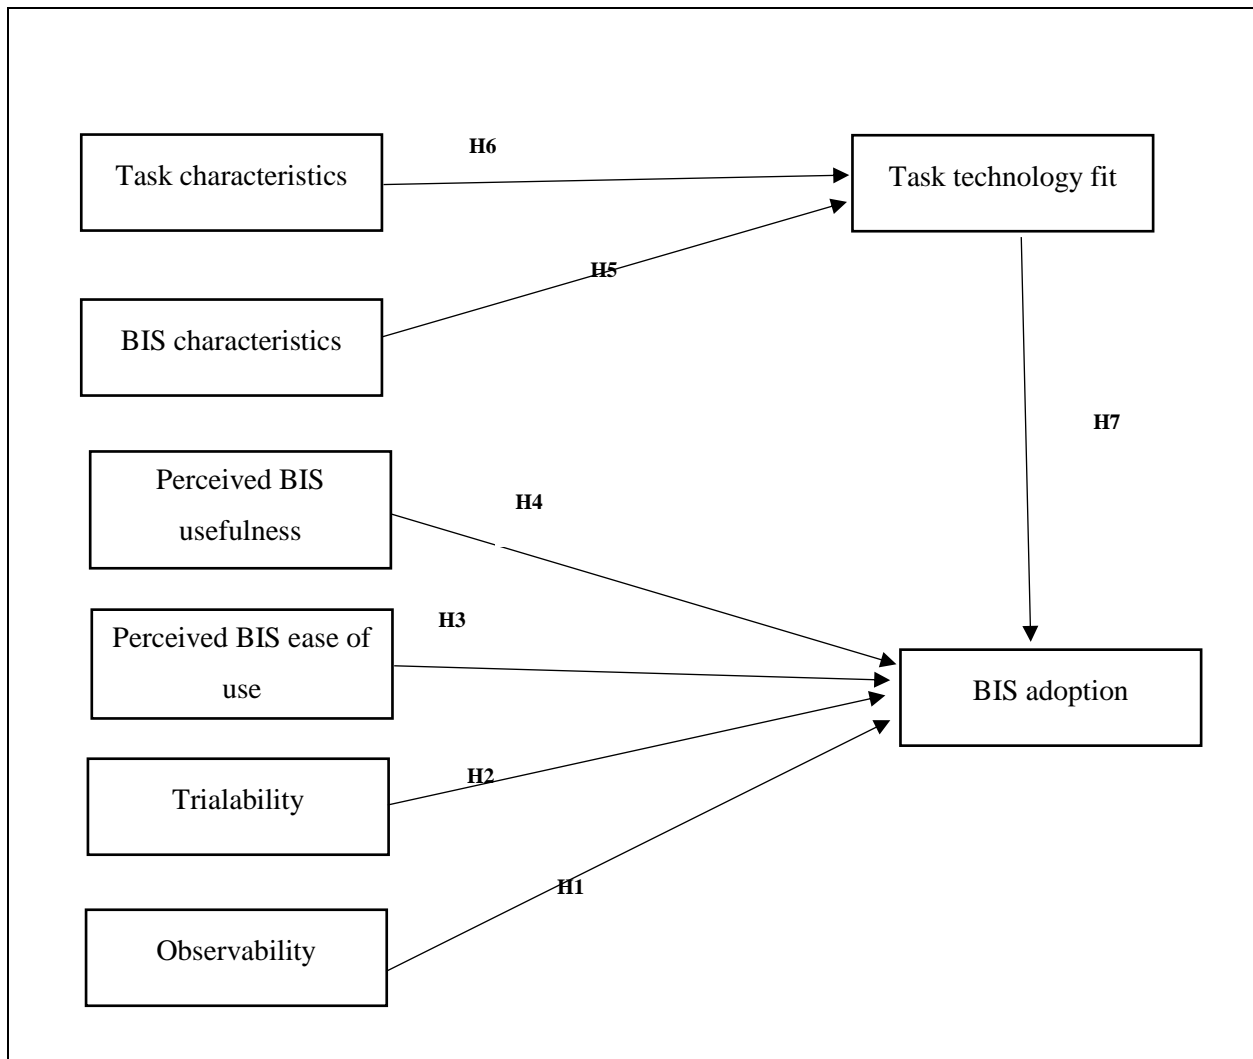 H6
Task characteristics
Task technology fit
H5
BIS characteristics
H7
Perceived BIS
usefulness
H4
Perceived BIS ease of
use
H3
BIS adoption
Trialability
H2
H1
Observability